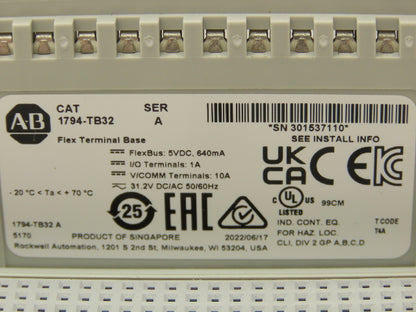 AB
CAT SER
1794-TB32 A
"SN 301537110"
SEE INSTALL INFO
Flex Terminal Base
FlexBus: 5VDC, 640mA
I/O Terminals: 1A
V/COMM Terminals: 10A
31.2V DC/AC 50/60Hz
- 20 °C < Ta < + 70 °C
UK
CA CE KC
25 EAC
C UL US 99CM
LISTED
IND. CONT. EQ. T CODE
FOR HAZ. LOC. T4A
CLI, DIV 2 GP A,B,C,D
1794-TB32 A
5170
PRODUCT OF SINGAPORE 2022/06/17
Rockwell Automation, 1201 S 2nd St, Milwaukee, WI 53204, USA